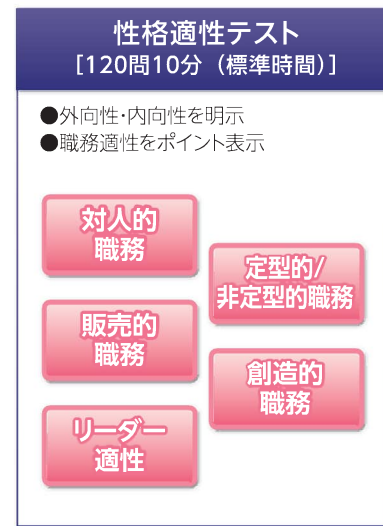 性格適性テスト
[120問10分（標準時間）]
●外向性・内向性を明示
●職務適性をポイント表示
対人的
職務
定型的/
非定型的職務
販売的
職務
創造的
職務
リーダー
適性